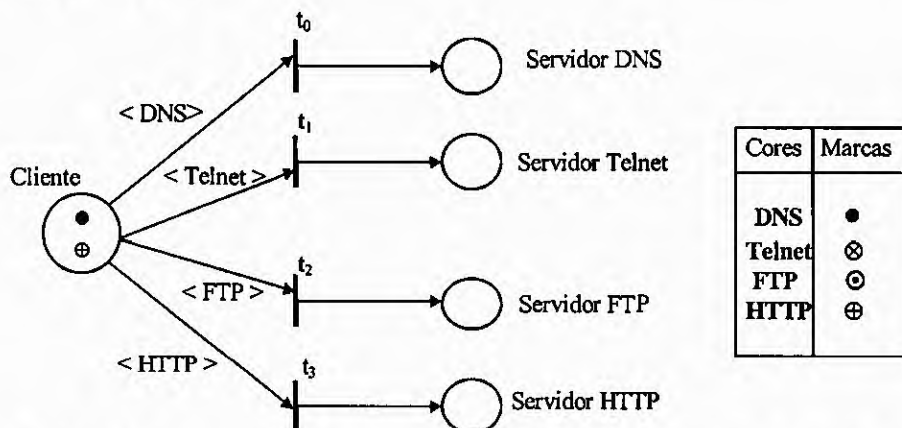 t0
Servidor DNS
< DNS>
t1
Servidor Telnet
< Telnet >
Cliente
t2
< FTP >
Servidor FTP
< HTTP >
t3
Servidor HTTP
Cores Marcas
DNS ●
Telnet ⊗
FTP ⊙
HTTP ⊕